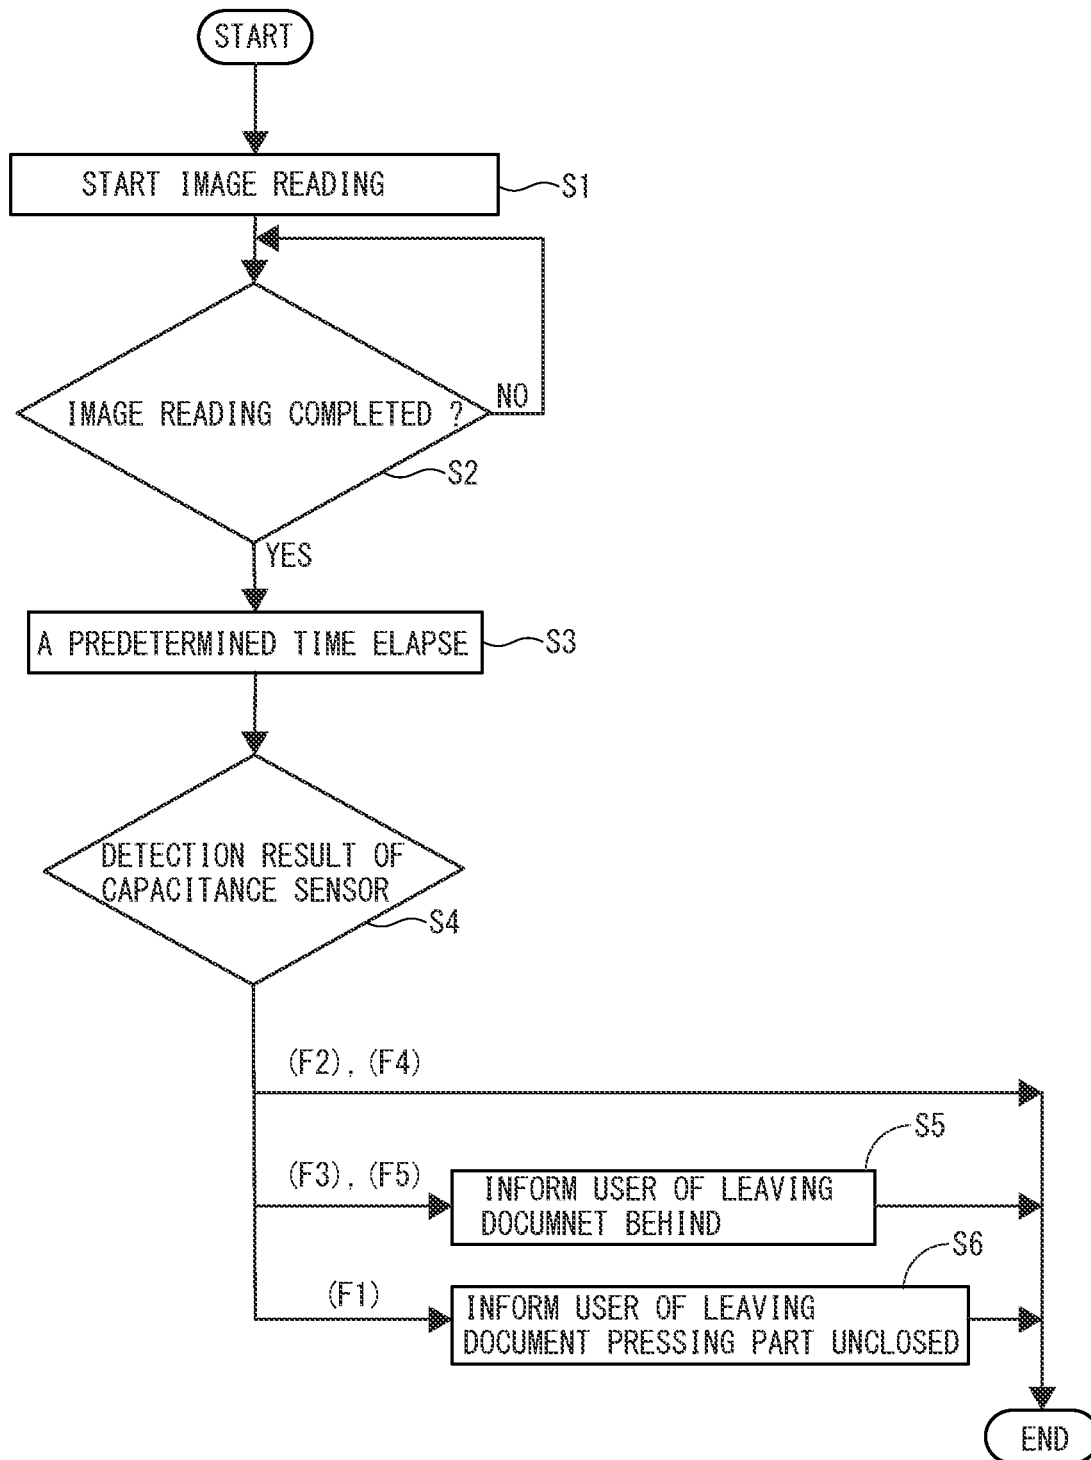 START
START IMAGE READING
S1
NO
IMAGE READING COMPLETED ?
S2
YES
A PREDETERMINED TIME ELAPSE
S3
DETECTION RESULT OF
CAPACITANCE SENSOR
S4
(F2), (F4)
S5
(F3), (F5)
INFORM USER OF LEAVING
DOCUMNET BEHIND
S6
(F1)
INFORM USER OF LEAVING
DOCUMENT PRESSING PART UNCLOSED
END